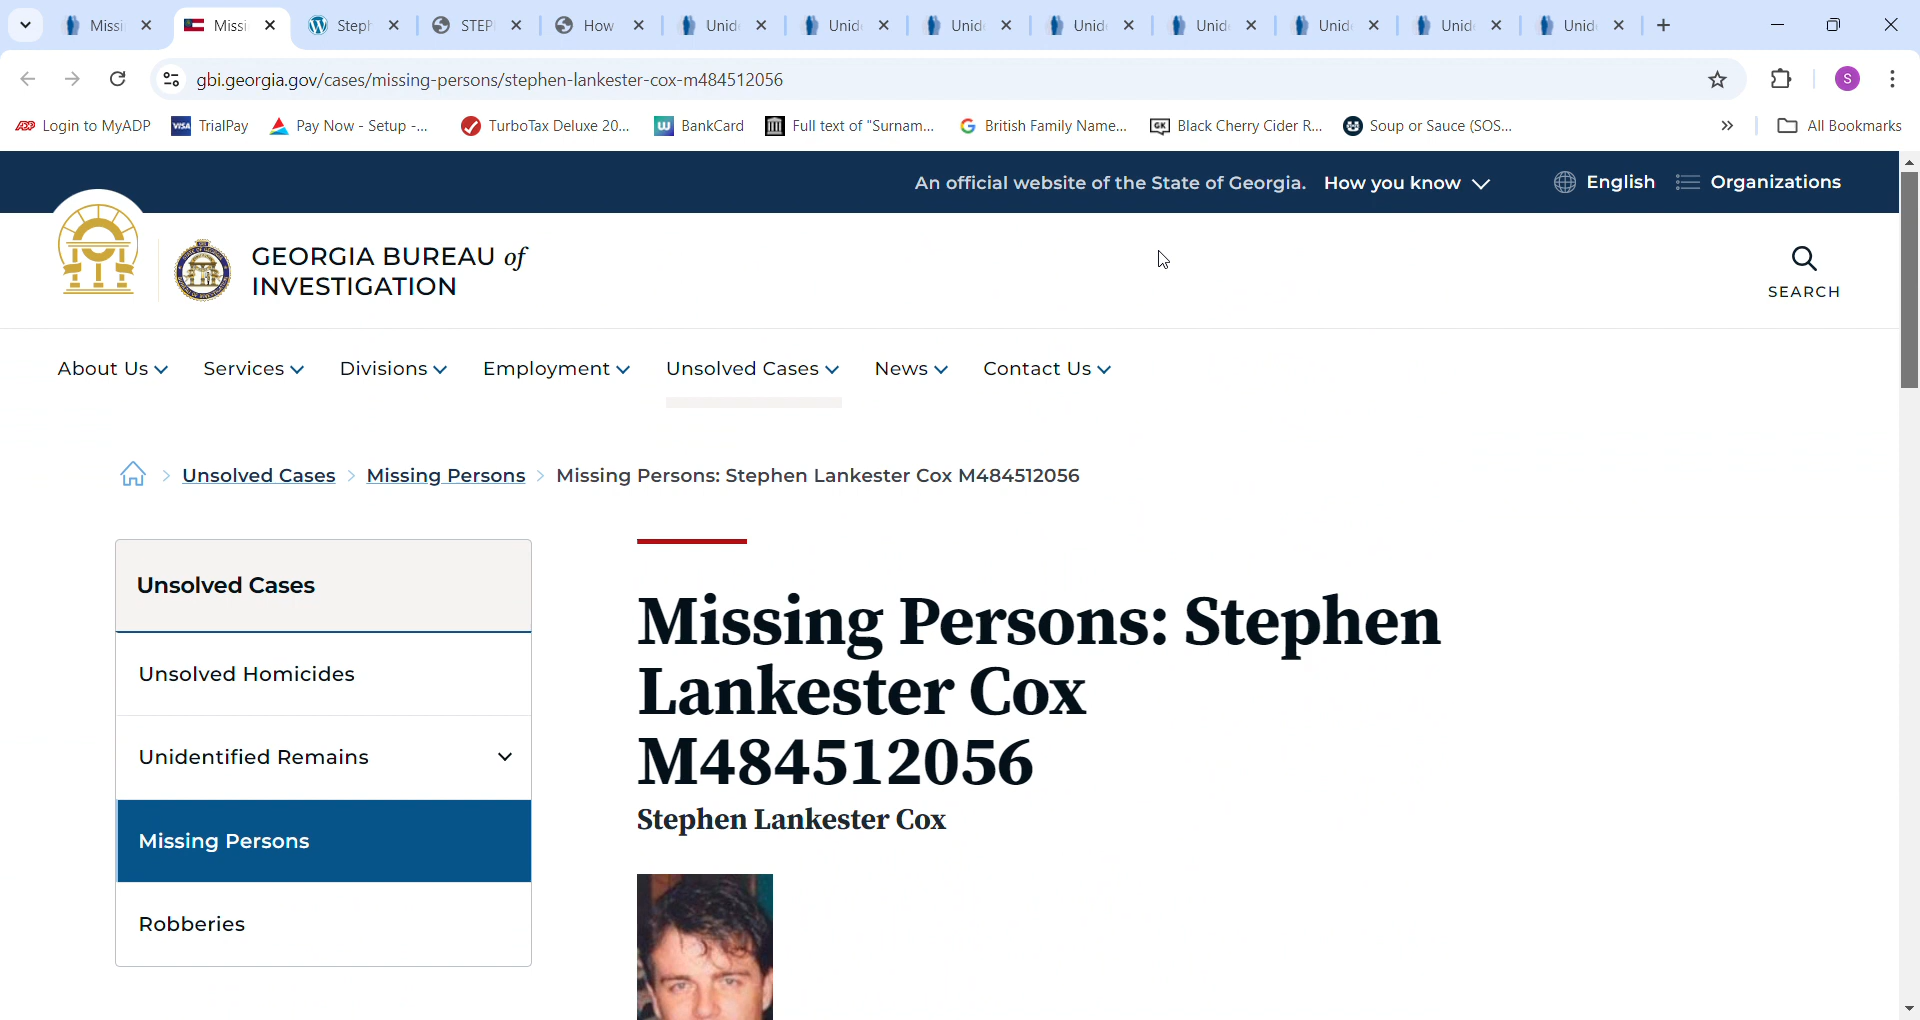 Missi
Missi
Steph
STEP
How
Unid
Unid
Unid
Unid
Unid
Unid
Unid
Unid
gbi.georgia.gov/cases/missing-persons/stephen-lankester-cox-m484512056
S
Login to MyADP
VISA TrialPay
Pay Now - Setup -...
TurboTax Deluxe 20...
BankCard
Full text of "Surnam...
British Family Name...
GK Black Cherry Cider R...
Soup or Sauce (SOS...
All Bookmarks
An official website of the State of Georgia. How you know
English
Organizations
GEORGIA BUREAU of
INVESTIGATION
SEARCH
About Us
Services
Divisions
Employment
Unsolved Cases
News
Contact Us
Unsolved Cases > Missing Persons > Missing Persons: Stephen Lankester Cox M484512056
Unsolved Cases
Unsolved Homicides
Unidentified Remains
Missing Persons
Robberies
Missing Persons: Stephen
Lankester Cox
M484512056
Stephen Lankester Cox